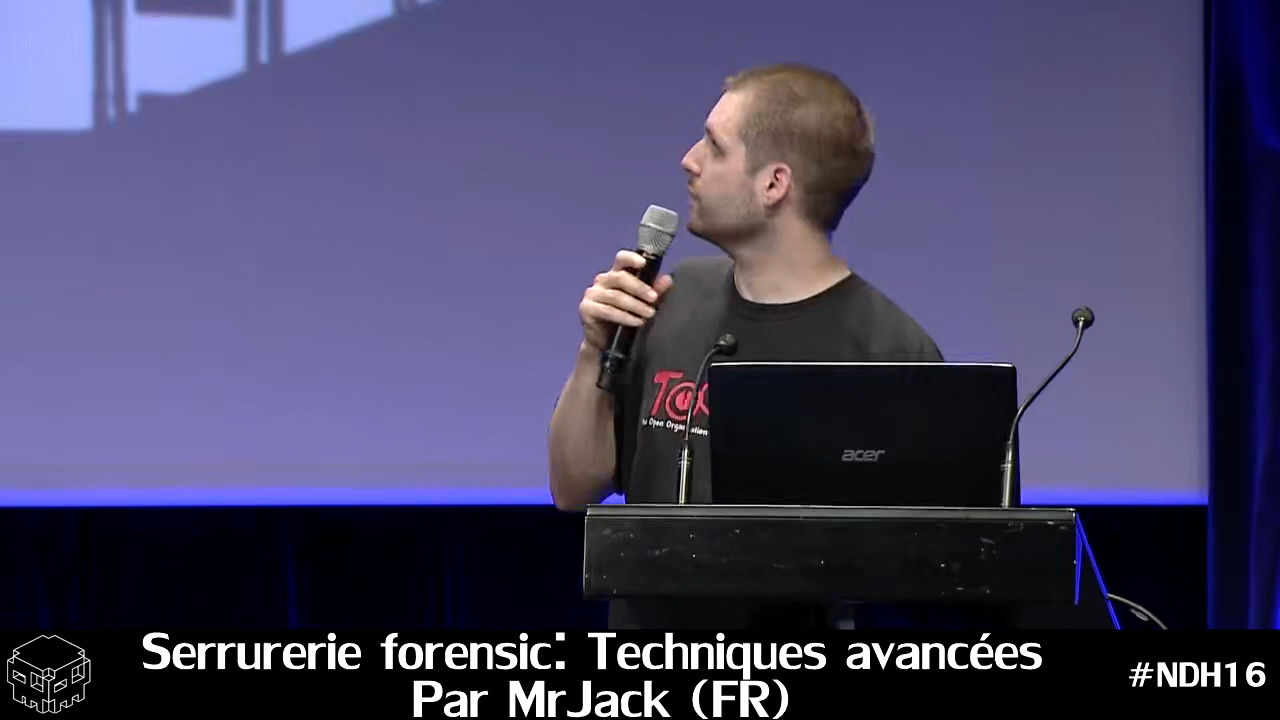 acer
Serrurerie forensic: Techniques avancées
Par MrJack (FR)
#NDH16